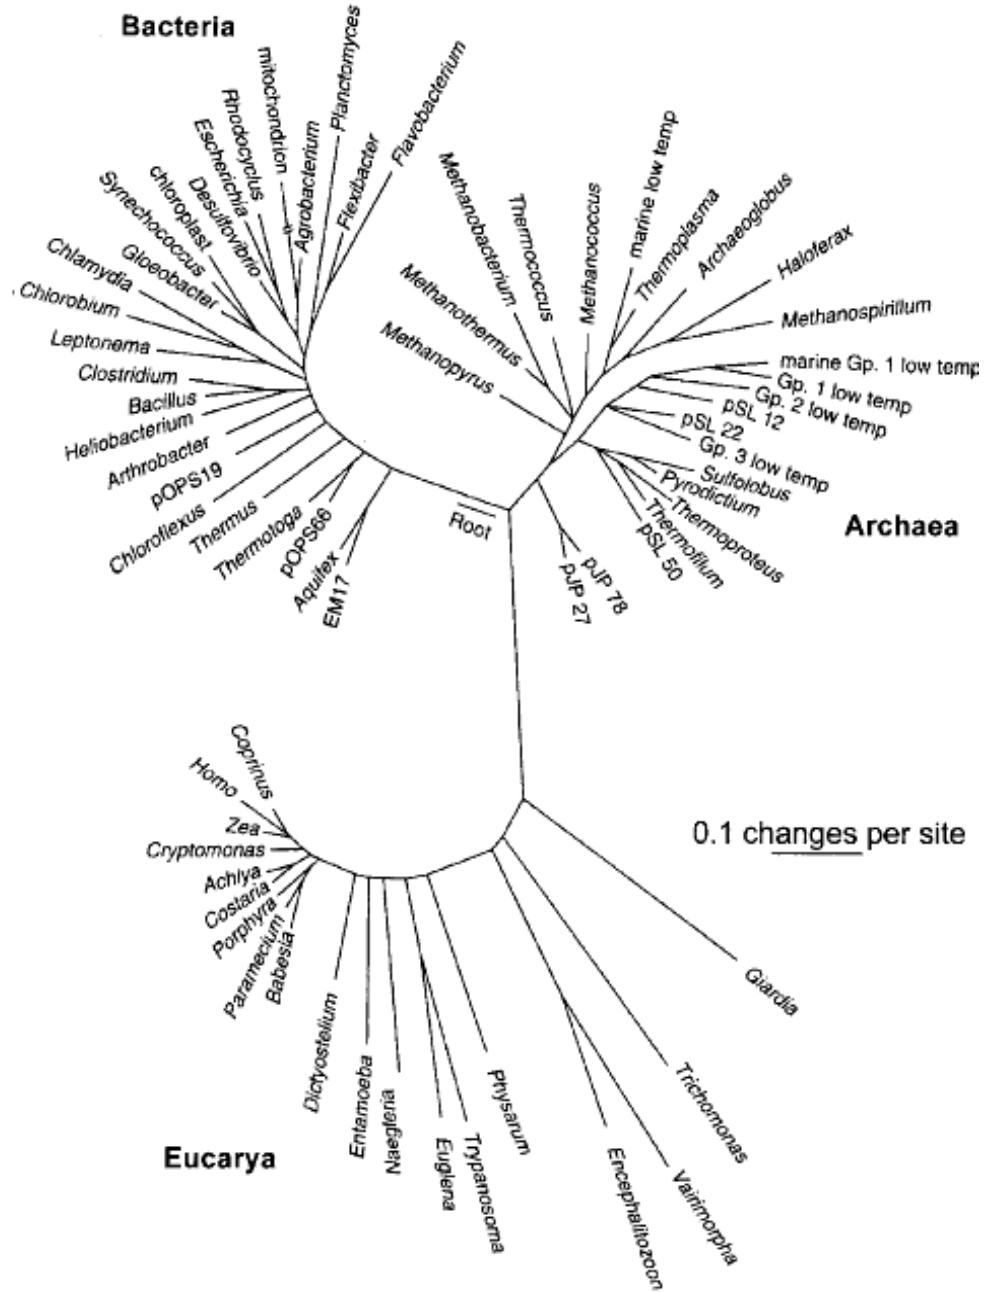 Bacteria
mitochondrion
Planctomyces
Flavobacterium
Rhodocyclus
Escherichia
Agrobacterium
Flexibacter
chloroplast
Desulfovibrio
Synechococcus
Gloeobacter
Chlamydia
Chlorobium
Leptonema
Clostridium
Bacillus
Heliobacterium
Arthrobacter
pOPS19
Chloroflexus
Thermus
Thermotoga
pOPS66
Aquifex
EM17
Root
Methanopyrus
Methanothermus
Methanobacterium
Thermococcus
Methanococcus
marine low temp
Thermoplasma
Archaeoglobus
Haloferax
Methanospirillum
marine Gp. 1 low temp
Gp. 1 low temp
Gp. 2 low temp
pSL 12
pSL 22
Gp. 3 low temp
Sulfolobus
Pyrodictium
Thermoproteus
Thermofilum
pSL 50
pJP 78
pJP 27
Archaea
Coprinus
Homo
Zea
Cryptomonas
Achlya
Costaria
Porphyra
Paramecium
Babesia
Dictyostelium
Entamoeba
Naegleria
Euglena
Trypanosoma
Physarum
Encephalitozoon
Vairimorpha
Trichomonas
Giardia
0.1 changes per site
Eucarya